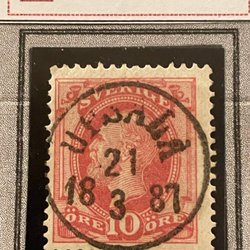 SVERIGE
UPSALA
21
18 3 87
ÖRE 10 ÖRE